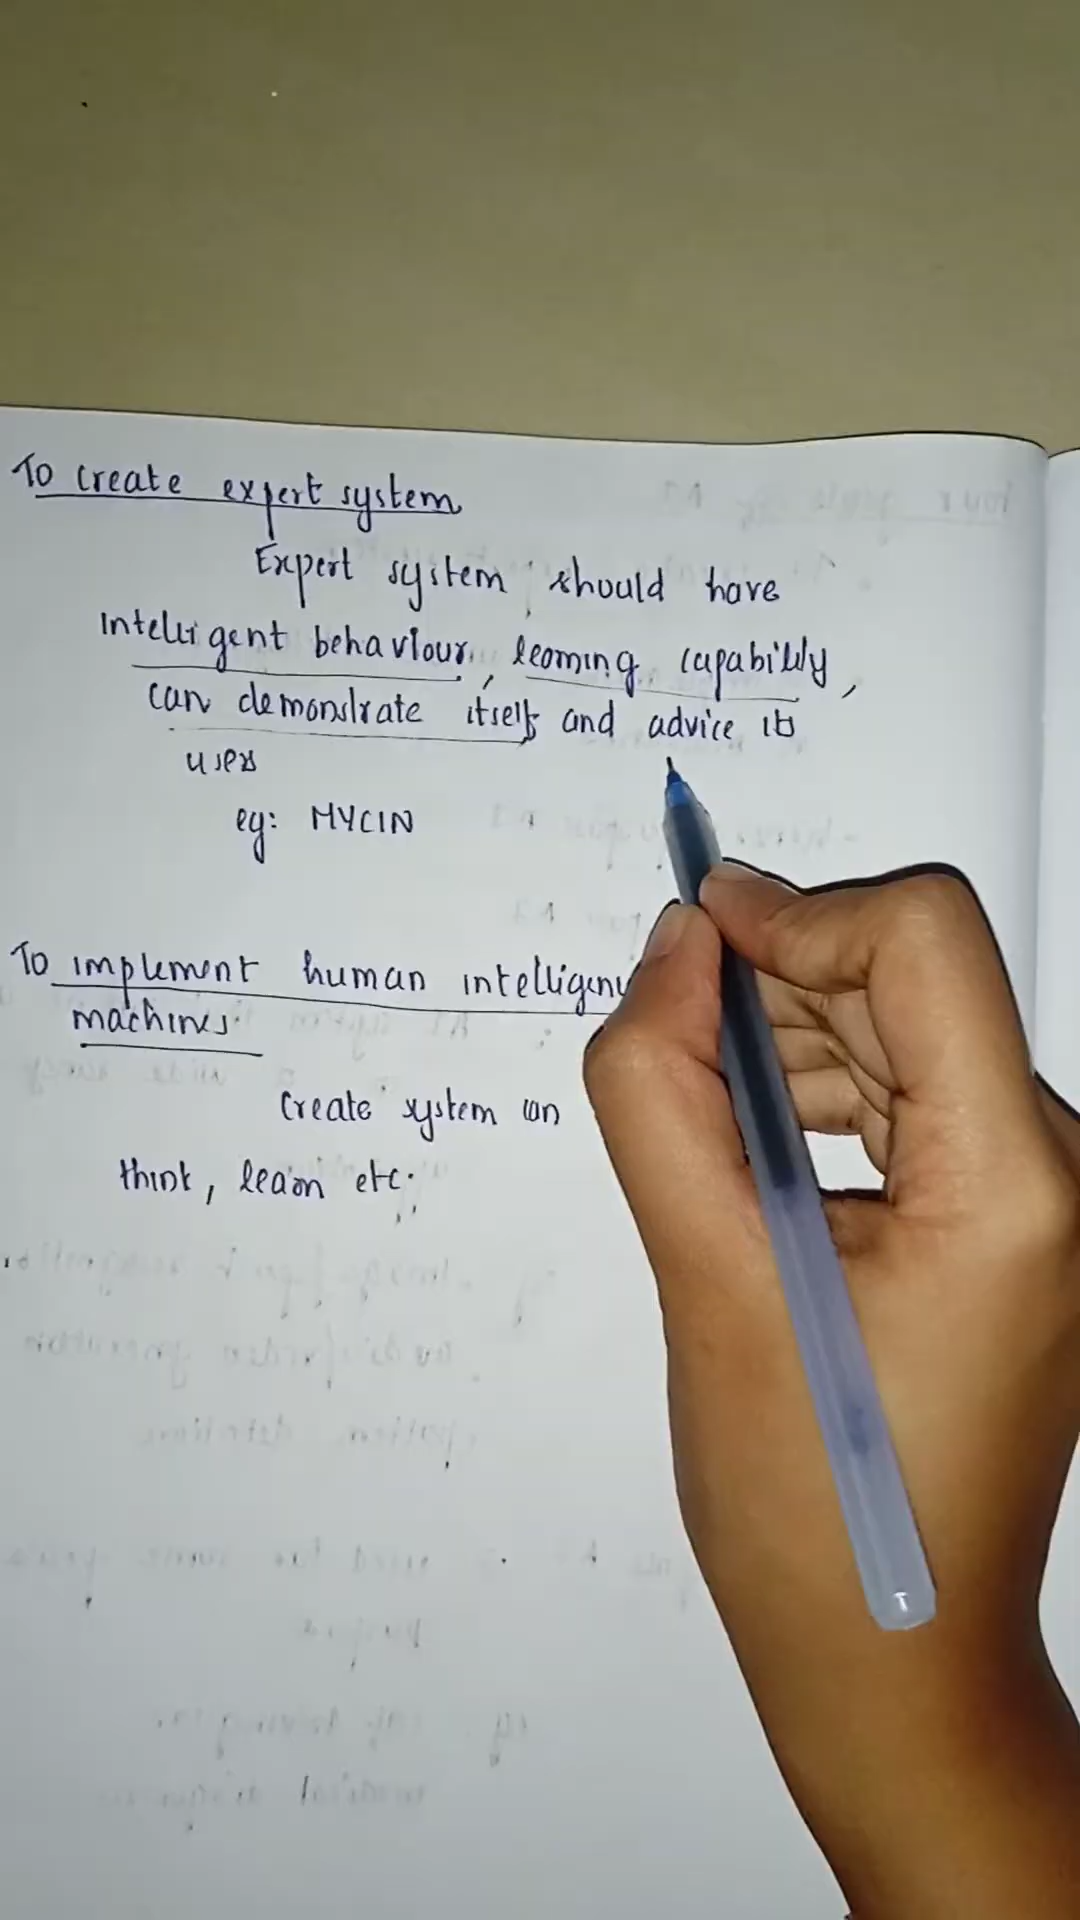 To create expert system
Expert system should have
intelligent behaviour, learning capability,
can demonstrate itself and advice its
users
eg: MYCIN
To implement human intelligenc
machines.
Create system can
think, learn etc.